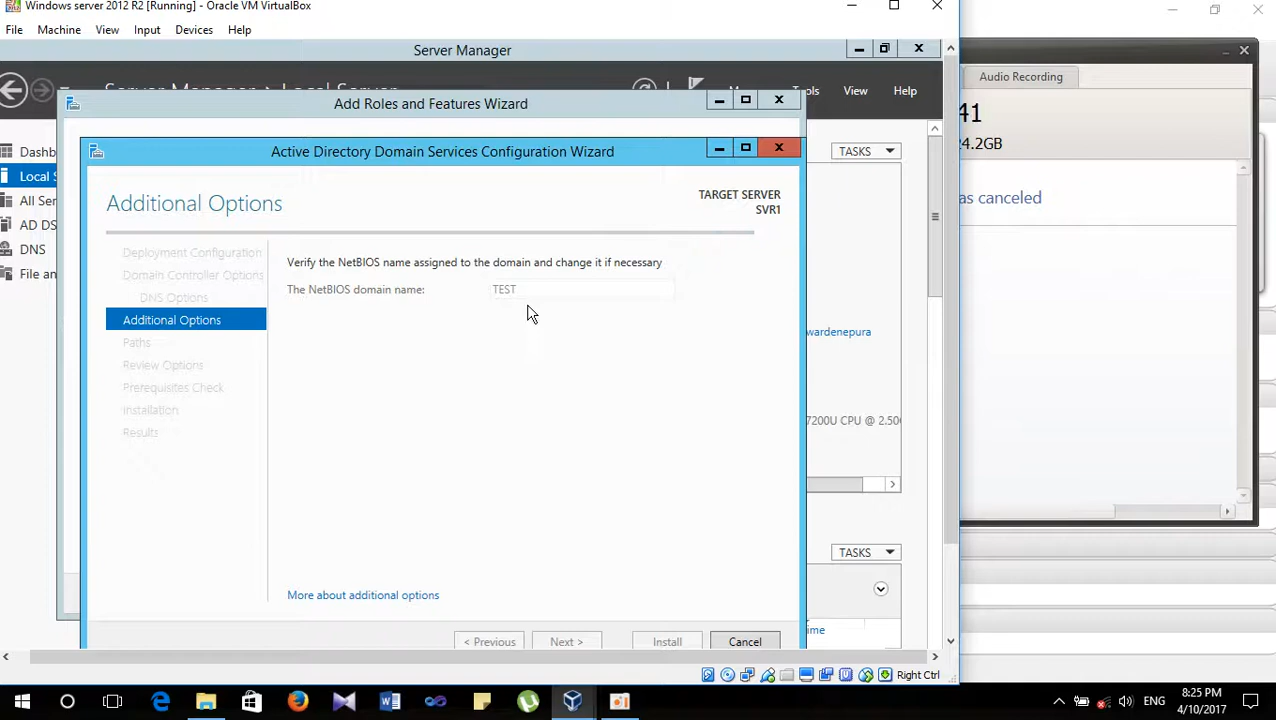 Windows server 2012 R2 [Running] - Oracle VM VirtualBox
File Machine View Input Devices Help
Server Manager
View Help
Add Roles and Features Wizard
Audio Recording
41
24.2GB
as canceled
Dashb
Local S
All Ser
AD DS
DNS
File an
Active Directory Domain Services Configuration Wizard
TASKS
Additional Options
TARGET SERVER
SVR1
Deployment Configuration
Domain Controller Options
DNS Options
Additional Options
Paths
Review Options
Prerequisites Check
Installation
Results
Verify the NetBIOS name assigned to the domain and change it if necessary
The NetBIOS domain name: TEST
wardenepura
7200U CPU @ 2.50
More about additional options
TASKS
ime
< Previous Next > Install Cancel
Right Ctrl
ENG
8:25 PM
4/10/2017